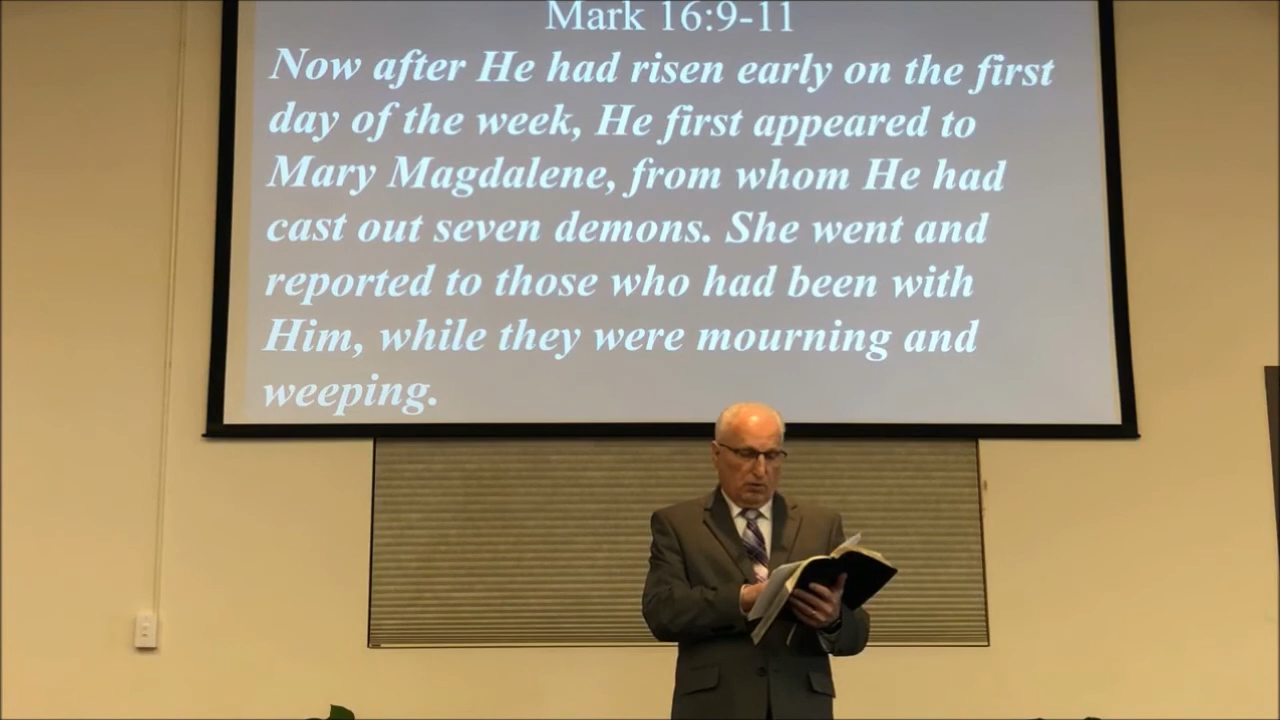 Mark 16:9-11
Now after He had risen early on the first
day of the week, He first appeared to
Mary Magdalene, from whom He had
cast out seven demons. She went and
reported to those who had been with
Him, while they were mourning and
weeping.